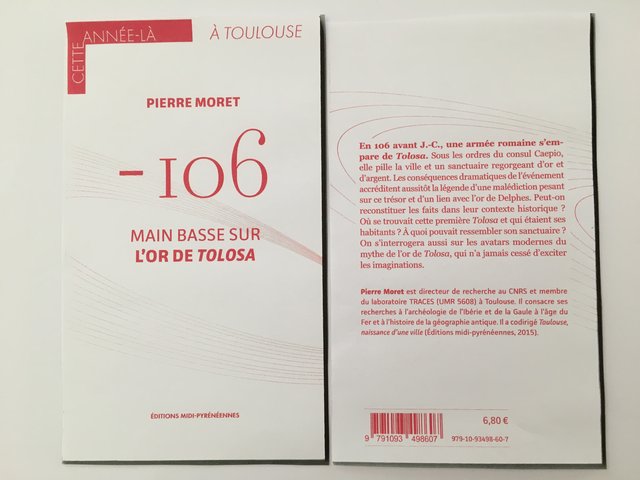 CETTE ANNÉE-LÀ À TOULOUSE
PIERRE MORET
– 106
MAIN BASSE SUR
L'OR DE TOLOSA
ÉDITIONS MIDI-PYRÉNÉENNES
En 106 avant J.-C., une armée romaine s'em-
pare de Tolosa. Sous les ordres du consul Caepio,
elle pille la ville et un sanctuaire regorgeant d'or et
d'argent. Les conséquences dramatiques de l'événement
accréditent aussitôt la légende d'une malédiction pesant
sur ce trésor et d'un lien avec l'or de Delphes. Peut-on
reconstituer les faits dans leur contexte historique ?
Où se trouvait cette première Tolosa et qui étaient ses
habitants ? À quoi pouvait ressembler son sanctuaire ?
On s'interrogera aussi sur les avatars modernes du
mythe de l'or de Tolosa, qui n'a jamais cessé d'exciter
les imaginations.
Pierre Moret est directeur de recherche au CNRS et membre
du laboratoire TRACES (UMR 5608) à Toulouse. Il consacre ses
recherches à l'archéologie de l'Ibérie et de la Gaule à l'âge du
Fer et à l'histoire de la géographie antique. Il a codirigé Toulouse,
naissance d'une ville (Éditions midi-pyrénéennes, 2015).
6,80 €
9 791093 498607
979-10-93498-60-7